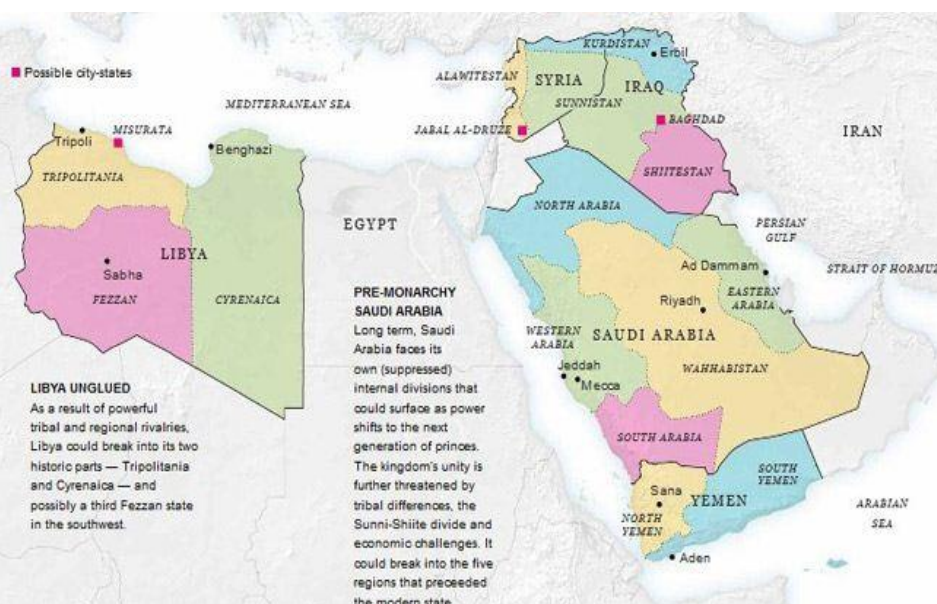 Possible city-states
MEDITERRANEAN SEA
ALAWITESTAN
KURDISTAN
Erbil
SYRIA
IRAQ
SUNNISTAN
JABAL AL-DRUZE
BAGHDAD
IRAN
SHIITESTAN
MISURATA
Tripoli
Benghazi
TRIPOLITANIA
LIBYA
Sabha
FEZZAN
CYRENAICA
EGYPT
NORTH ARABIA
PERSIAN
GULF
STRAIT OF HORMUZ
Ad Dammam
EASTERN
ARABIA
Riyadh
WESTERN
ARABIA
SAUDI ARABIA
WAHHABISTAN
Jeddah
Mecca
SOUTH ARABIA
SOUTH
YEMEN
Sana
YEMEN
NORTH
YEMEN
Aden
ARABIAN
SEA
LIBYA UNGLUED
As a result of powerful
tribal and regional rivalries,
Libya could break into its two
historic parts — Tripolitania
and Cyrenaica — and
possibly a third Fezzan state
in the southwest.
PRE-MONARCHY
SAUDI ARABIA
Long term, Saudi
Arabia faces its
own (suppressed)
internal divisions that
could surface as power
shifts to the next
generation of princes.
The kingdom's unity is
further threatened by
tribal differences, the
Sunni-Shiite divide and
economic challenges. It
could break into the five
regions that preceeded
the modern state.